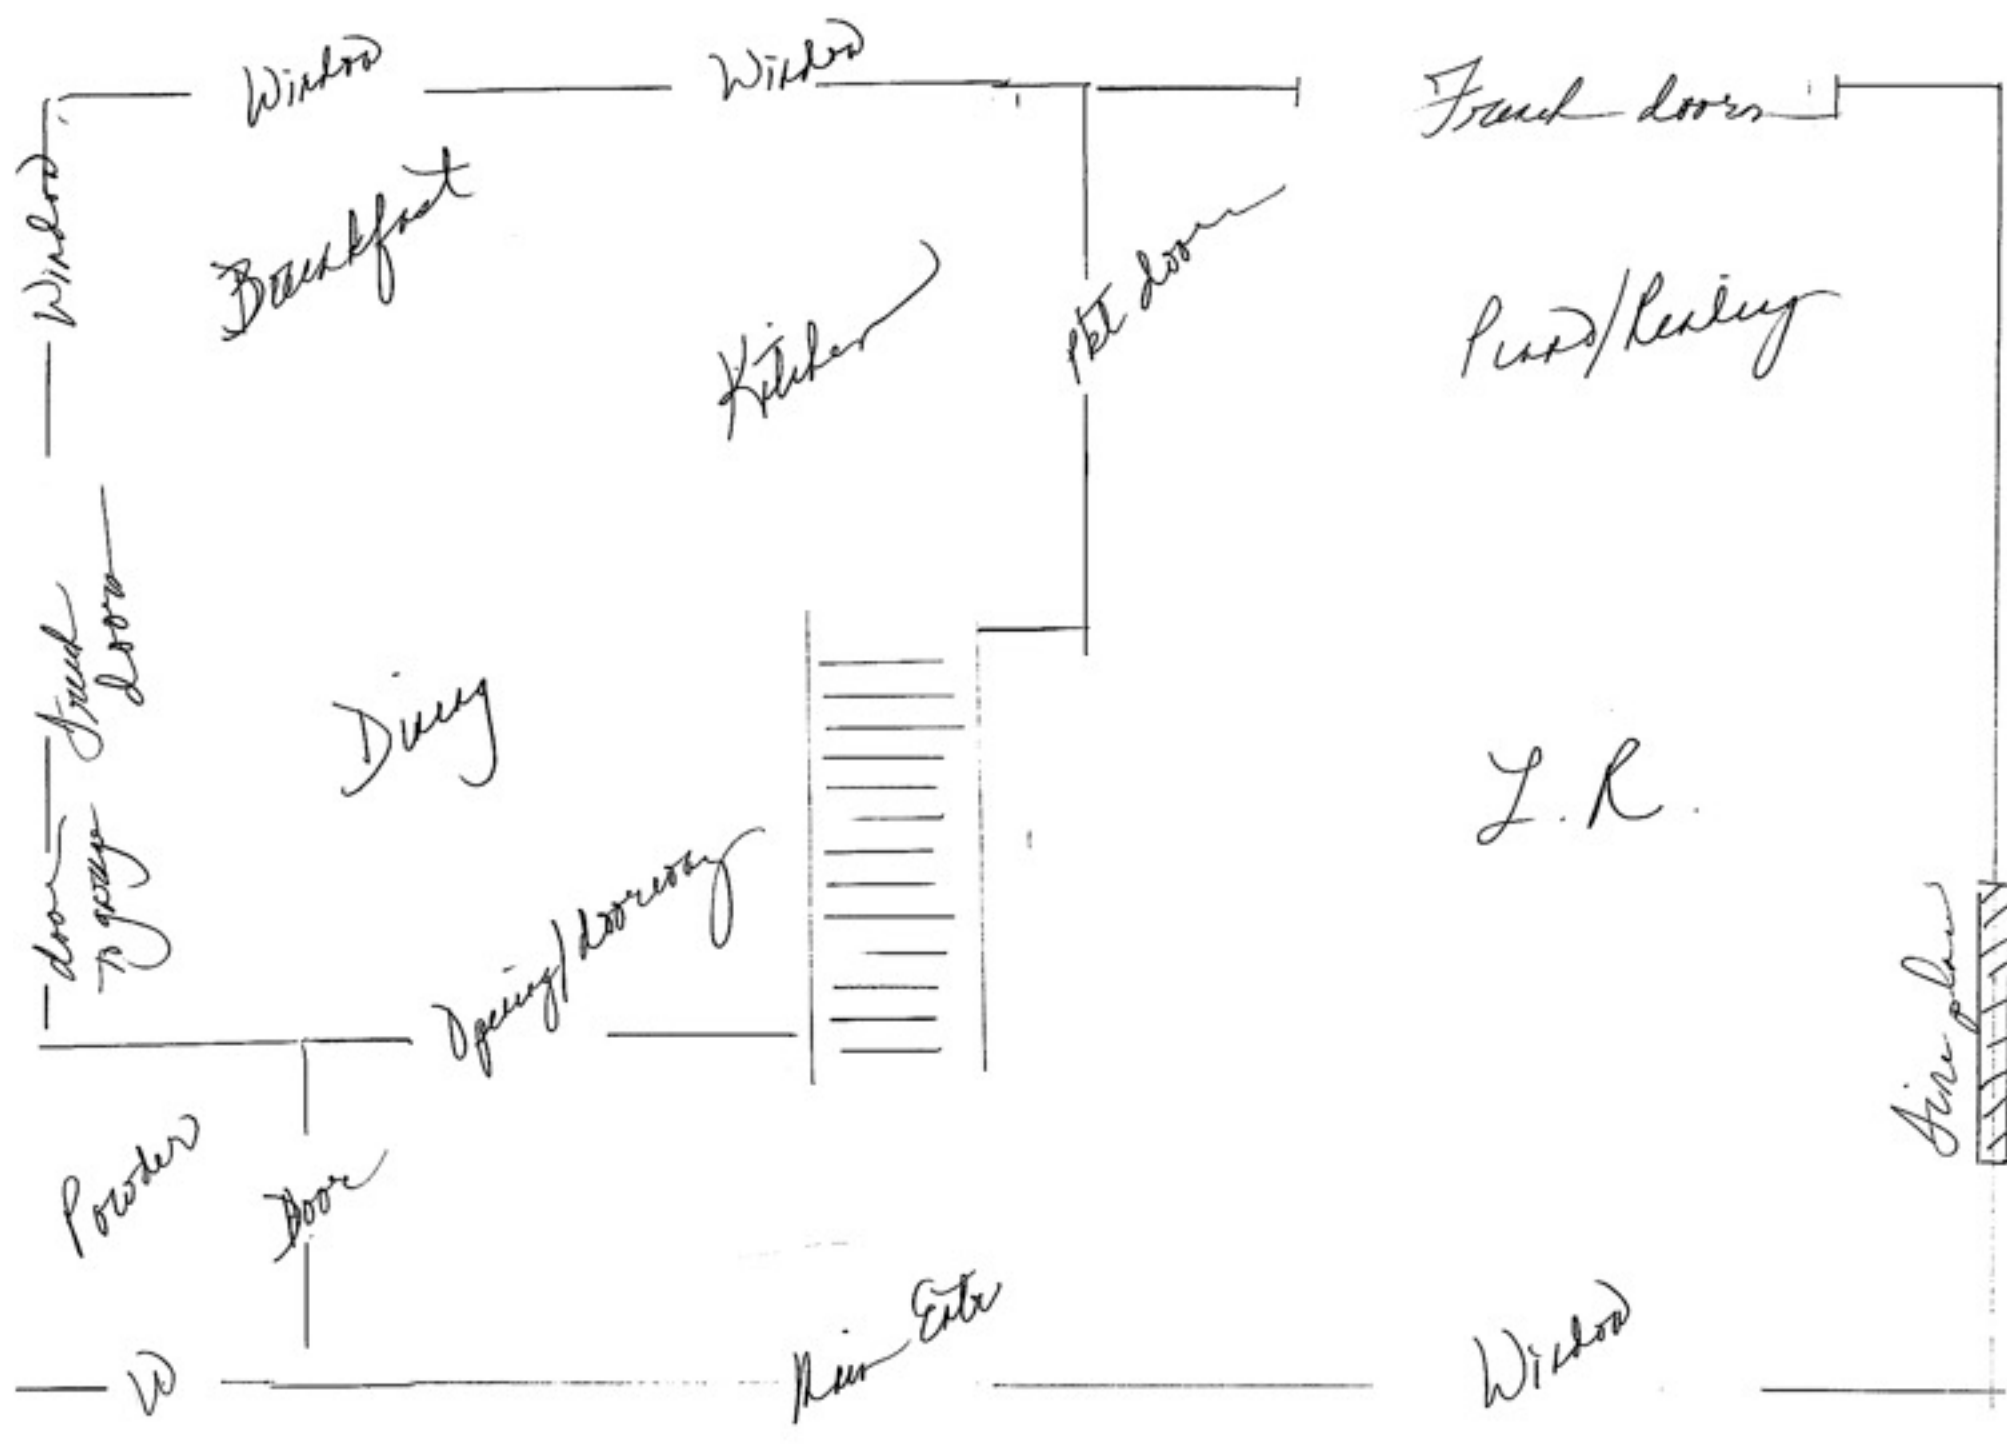 Window
Window
French doors
Window
Breakfast
Kitchen
pkt door
Piano/Reading
French
doors
Dining
L.R.
door
to garage
Opening/doorway
Fire place
Powder
Door
Main Entr
Window
W